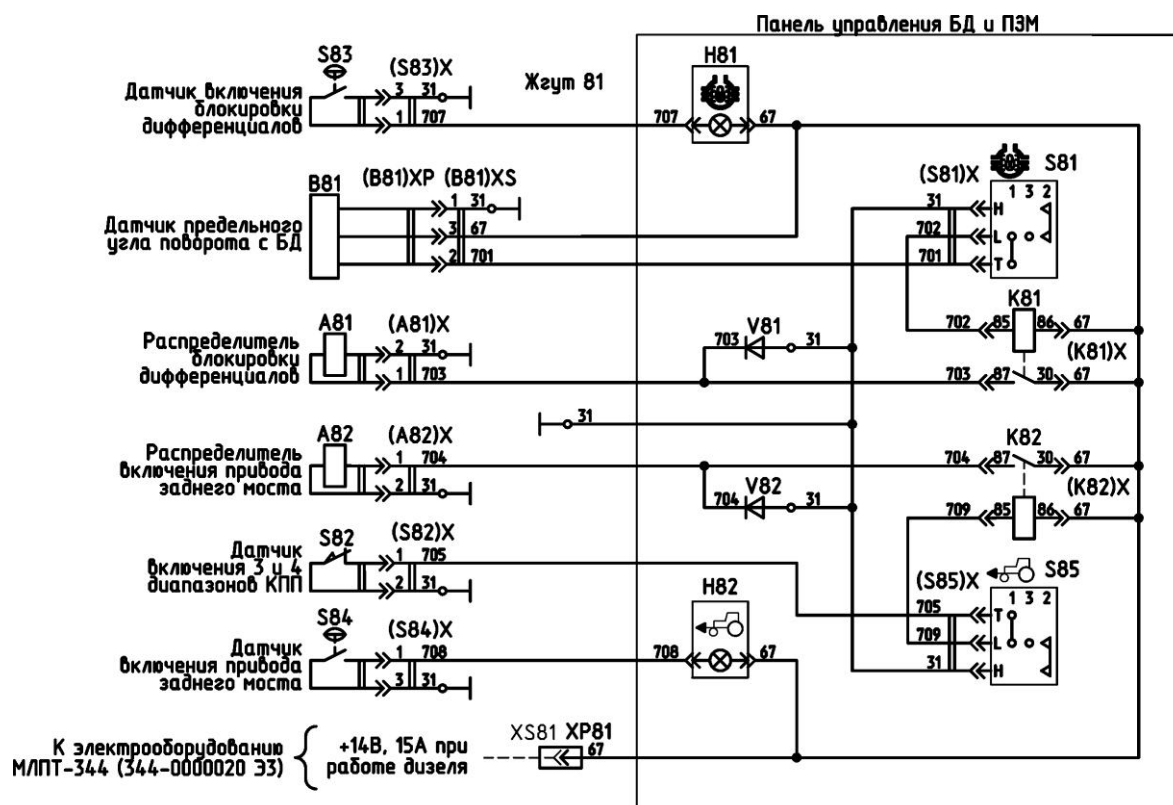 Панель управления БД и ПЗМ
S83
(S83)X
Жгут 81
H81
Датчик включения
блокировки
дифференциалов
3
31
1
707
707
67
S81
(S81)X
1 3 2
B81
(B81)XP
(B81)XS
Датчик предельного
угла поворота с БД
1
31
3
67
2
701
31
H
702
L
701
T
K81
702
85
86
67
(K81)X
A81
(A81)X
V81
Распределитель
блокировки
дифференциалов
2
31
1
703
703
31
703
87
30
67
31
A82
(A82)X
K82
Распределитель
включения привода
заднего моста
1
704
2
31
704
87
30
67
(K82)X
V82
704
31
709
85
86
67
S82
(S82)X
Датчик
включения 3 и 4
диапазонов КПП
1
705
2
31
S85
(S85)X
1 3 2
705
T
709
L
31
H
H82
S84
(S84)X
Датчик
включения привода
заднего моста
1
708
3
31
708
67
К электрооборудованию
МЛПТ-344 (344-0000020 ЭЗ)
+14В, 15А при
работе дизеля
XS81
XP81
67